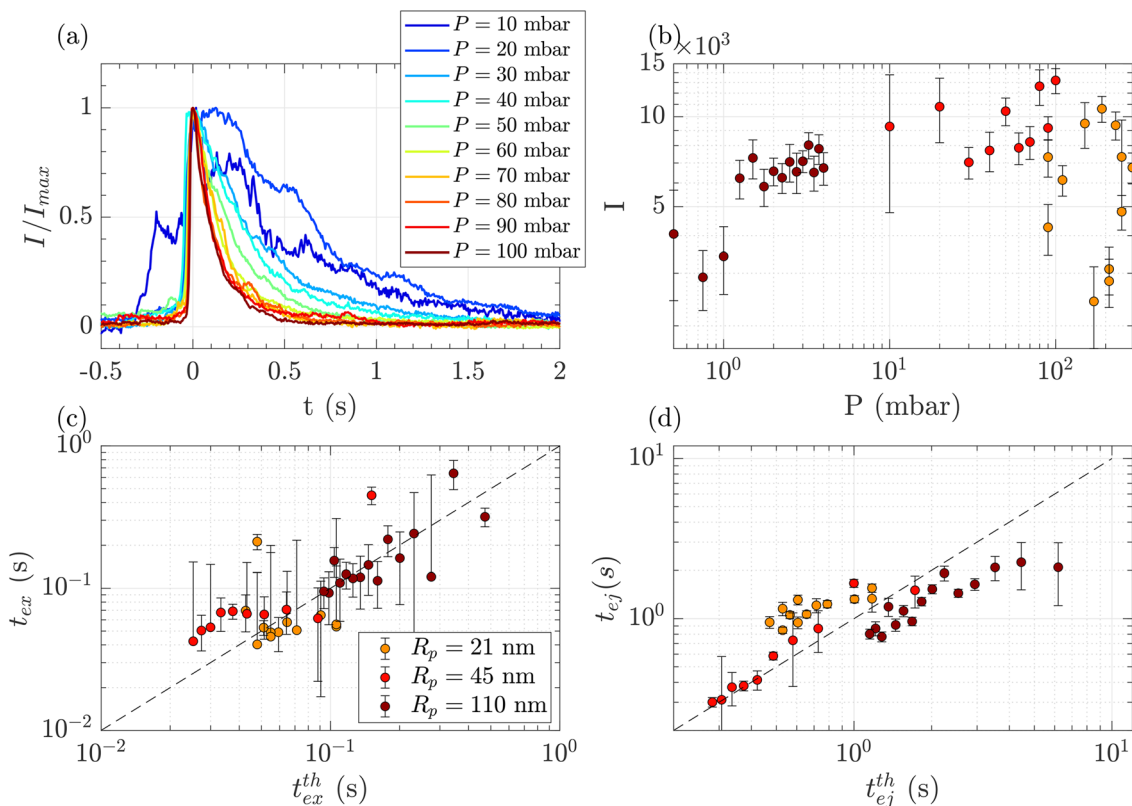 (a)
P = 10 mbar
P = 20 mbar
P = 30 mbar
P = 40 mbar
P = 50 mbar
P = 60 mbar
P = 70 mbar
P = 80 mbar
P = 90 mbar
P = 100 mbar
1
0.5
0
I/I_max
-0.5 0 0.5 1 1.5 2
t (s)
(b)
×10^3
15
10
5
I
10^0 10^1 10^2
P (mbar)
(c)
10^0
10^-1
10^-2
t_ex (s)
R_p = 21 nm
R_p = 45 nm
R_p = 110 nm
10^-2 10^-1 10^0
t_ex^th (s)
(d)
10^1
10^0
t_ej(s)
10^0 10^1
t_ej^th (s)